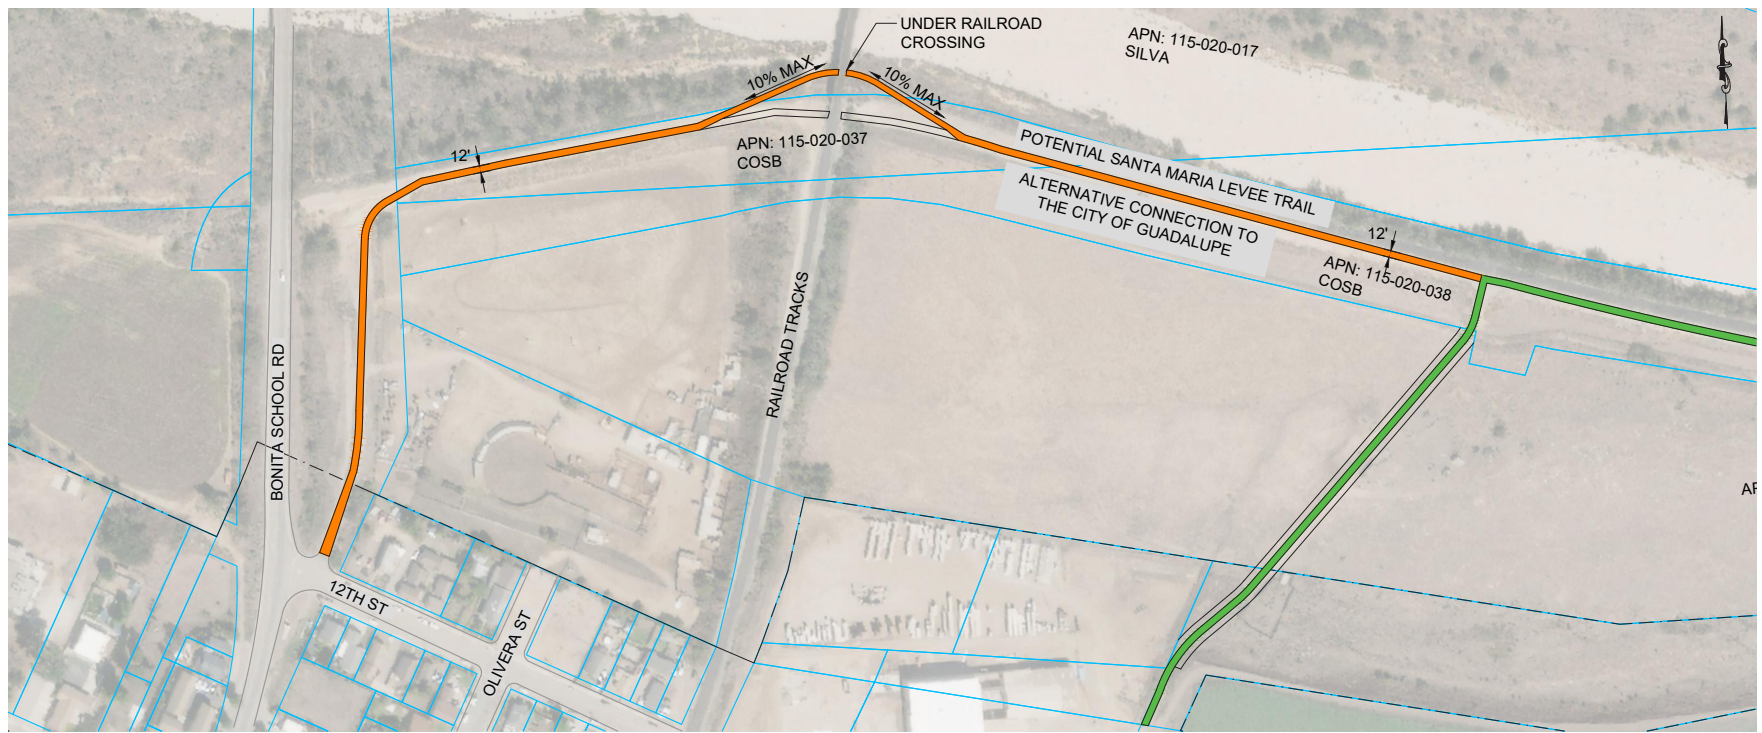 UNDER RAILROAD
CROSSING
APN: 115-020-017
SILVA
10% MAX
10% MAX
12'
APN: 115-020-037
COSB
POTENTIAL SANTA MARIA LEVEE TRAIL
ALTERNATIVE CONNECTION TO
THE CITY OF GUADALUPE
12'
APN: 115-020-038
COSB
RAILROAD TRACKS
BONITA SCHOOL RD
12TH ST
OLIVERA ST